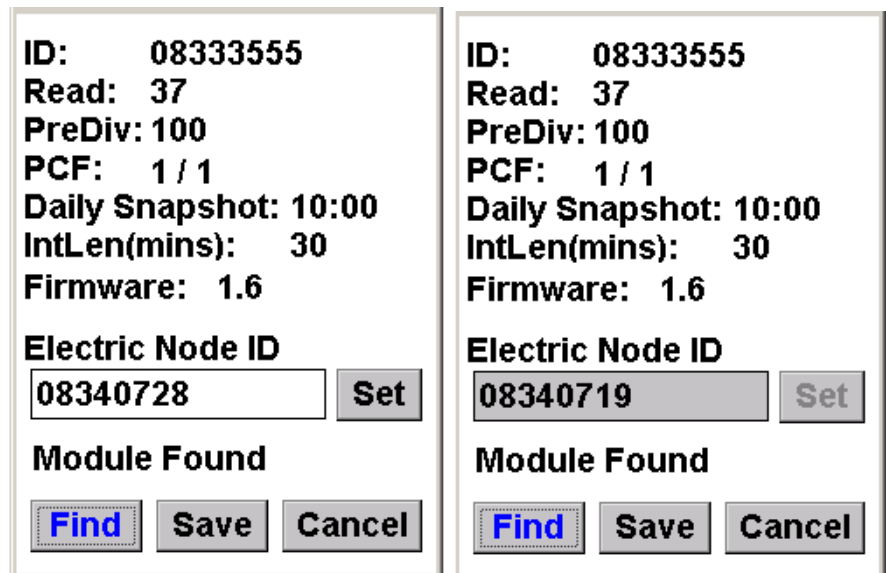 ID: 08333555
Read: 37
PreDiv: 100
PCF: 1 / 1
Daily Snapshot: 10:00
IntLen(mins): 30
Firmware: 1.6
Electric Node ID
08340728 Set
Module Found
Find Save Cancel
ID: 08333555
Read: 37
PreDiv: 100
PCF: 1 / 1
Daily Snapshot: 10:00
IntLen(mins): 30
Firmware: 1.6
Electric Node ID
08340719 Set
Module Found
Find Save Cancel